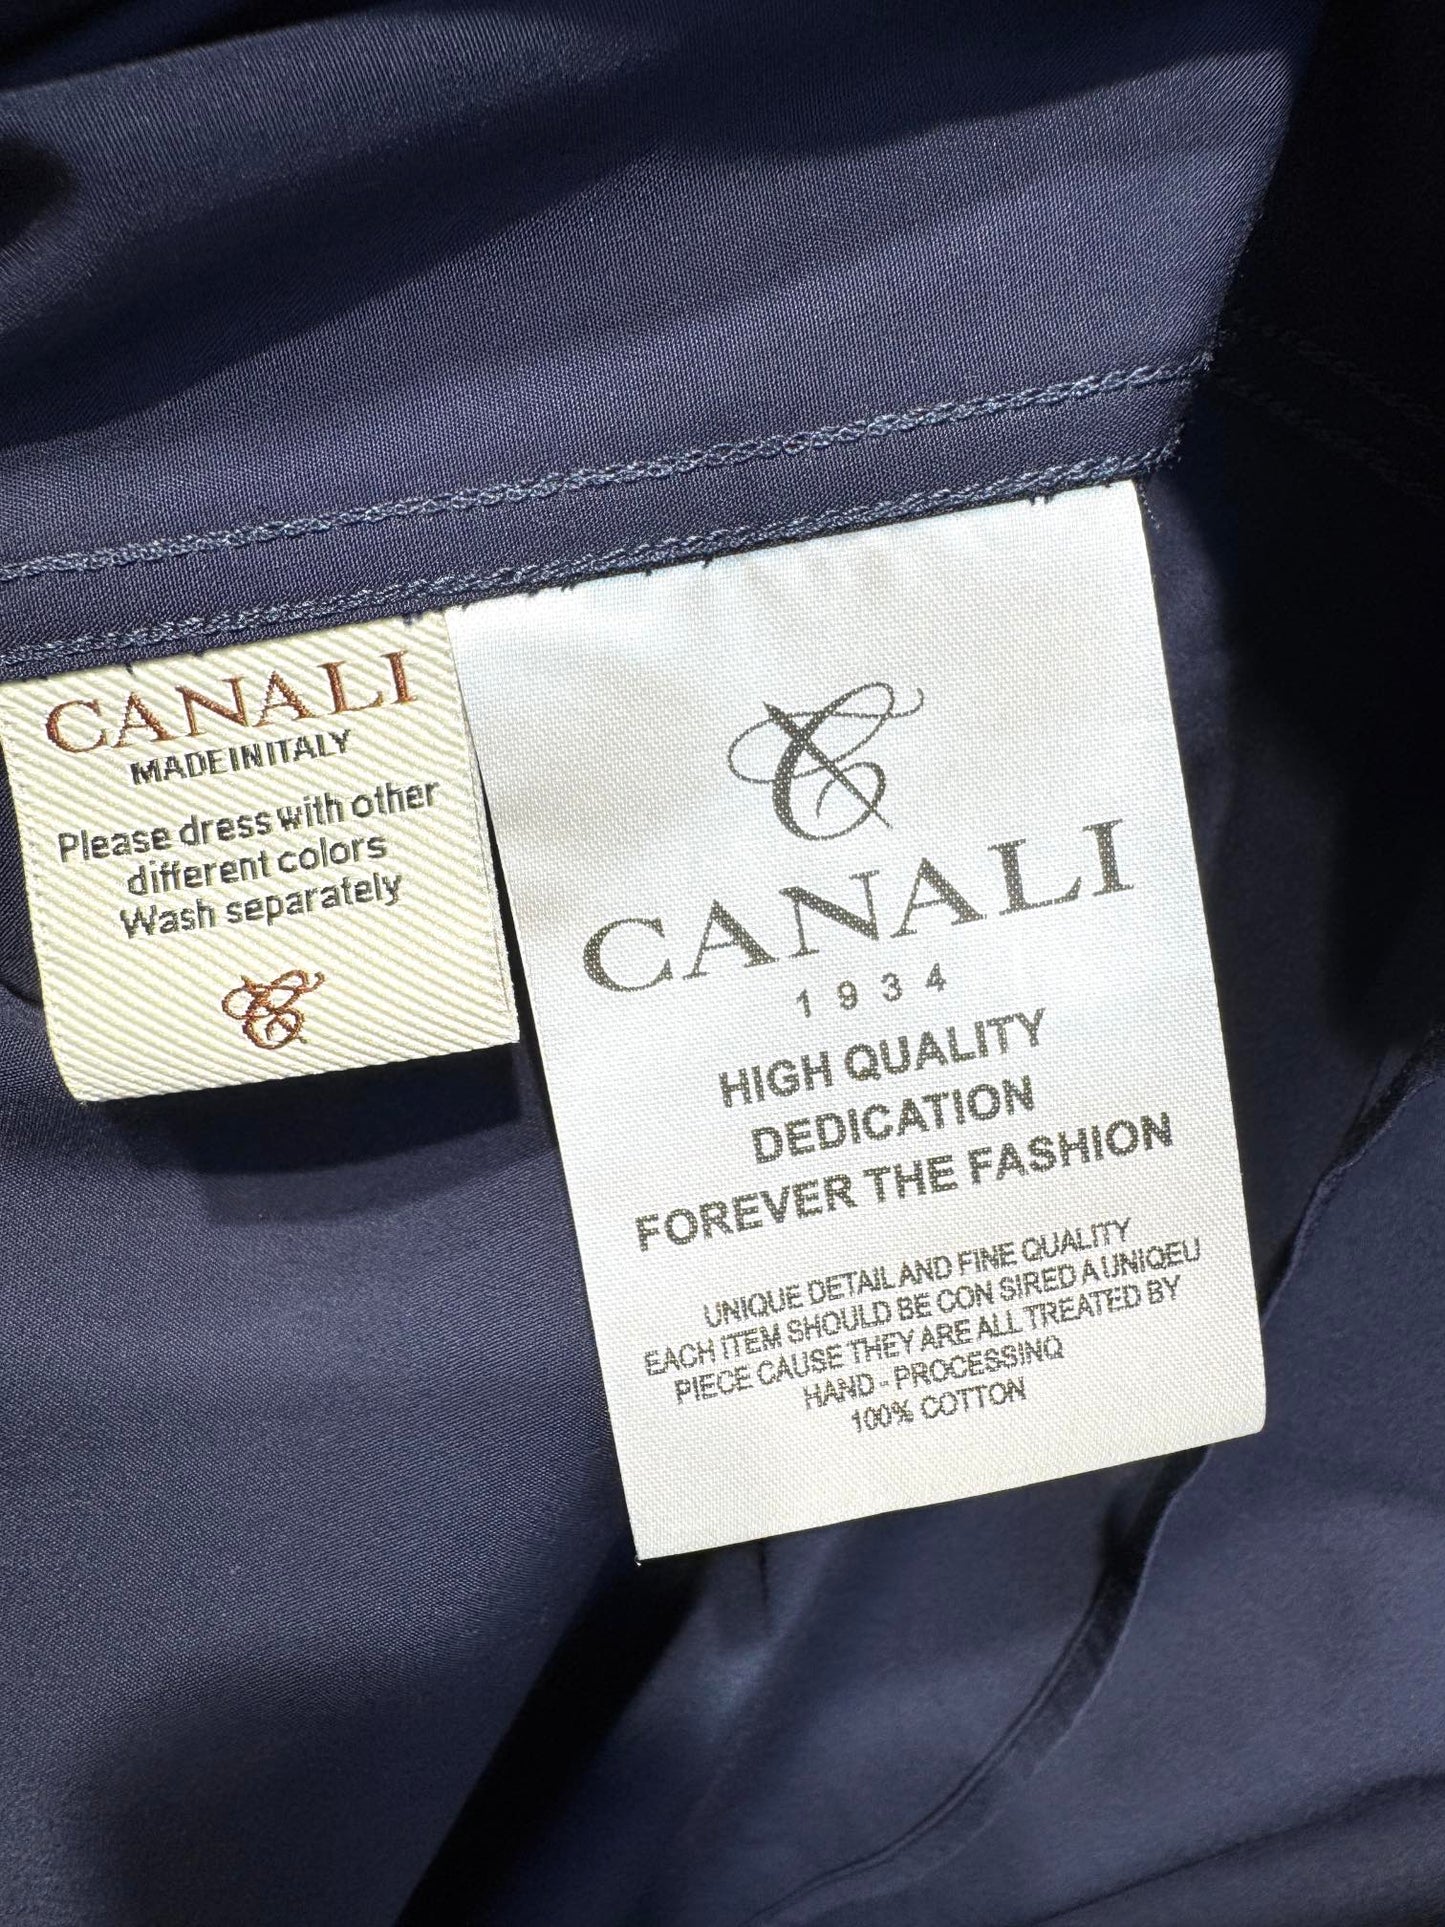 CANALI
MADE IN ITALY
Please dress with other
different colors
Wash separately
CANALI
1934
HIGH QUALITY
DEDICATION
FOREVER THE FASHION
UNIQUE DETAIL AND FINE QUALITY
EACH ITEM SHOULD BE CON SIRED A UNIQEU
PIECE CAUSE THEY ARE ALL TREATED BY
HAND - PROCESSINQ
100% COTTON